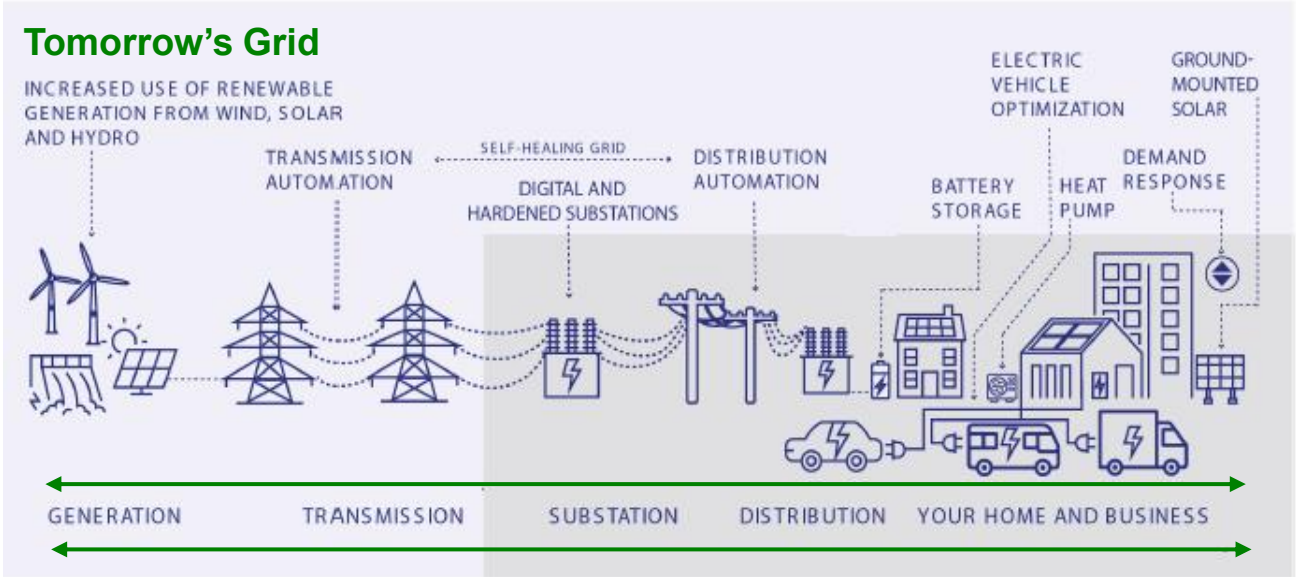 Tomorrow's Grid
INCREASED USE OF RENEWABLE
GENERATION FROM WIND, SOLAR
AND HYDRO
TRANSMISSION
AUTOMATION
SELF-HEALING GRID
DIGITAL AND
HARDENED SUBSTATIONS
DISTRIBUTION
AUTOMATION
BATTERY
STORAGE
ELECTRIC
VEHICLE
OPTIMIZATION
HEAT
PUMP
DEMAND
RESPONSE
GROUND-
MOUNTED
SOLAR
GENERATION
TRANSMISSION
SUBSTATION
DISTRIBUTION
YOUR HOME AND BUSINESS